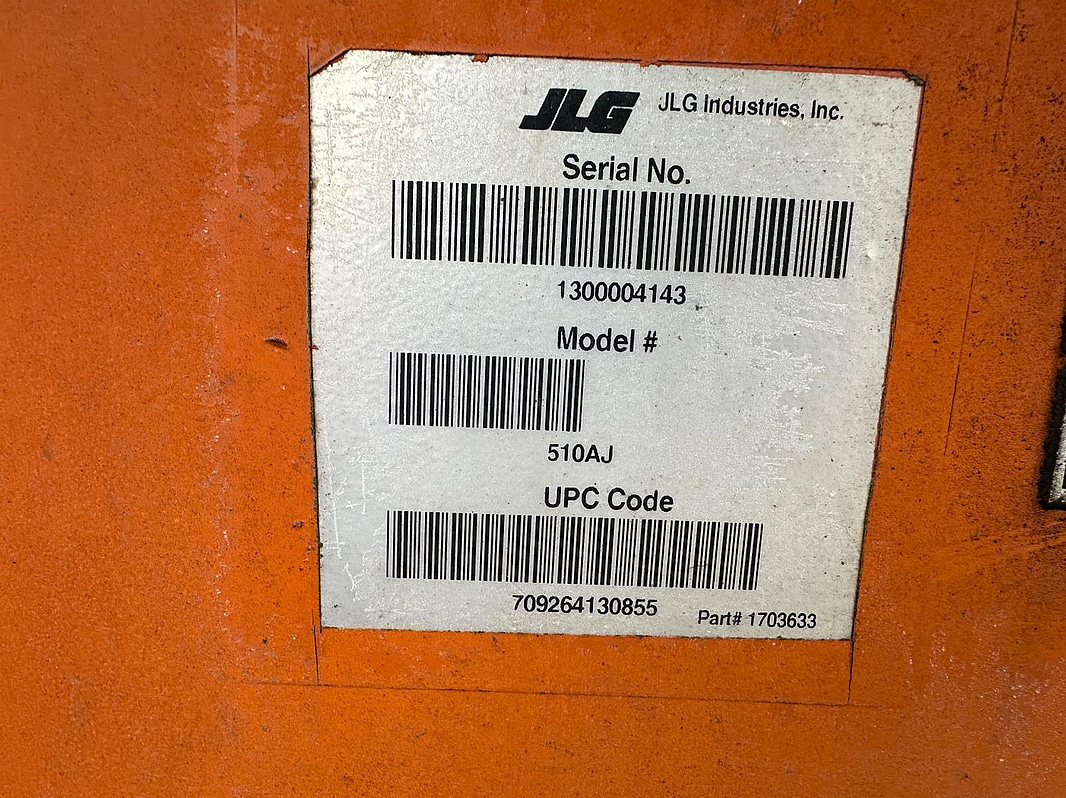 JLG JLG Industries, Inc.
Serial No.
1300004143
Model #
510AJ
UPC Code
709264130855
Part# 1703633